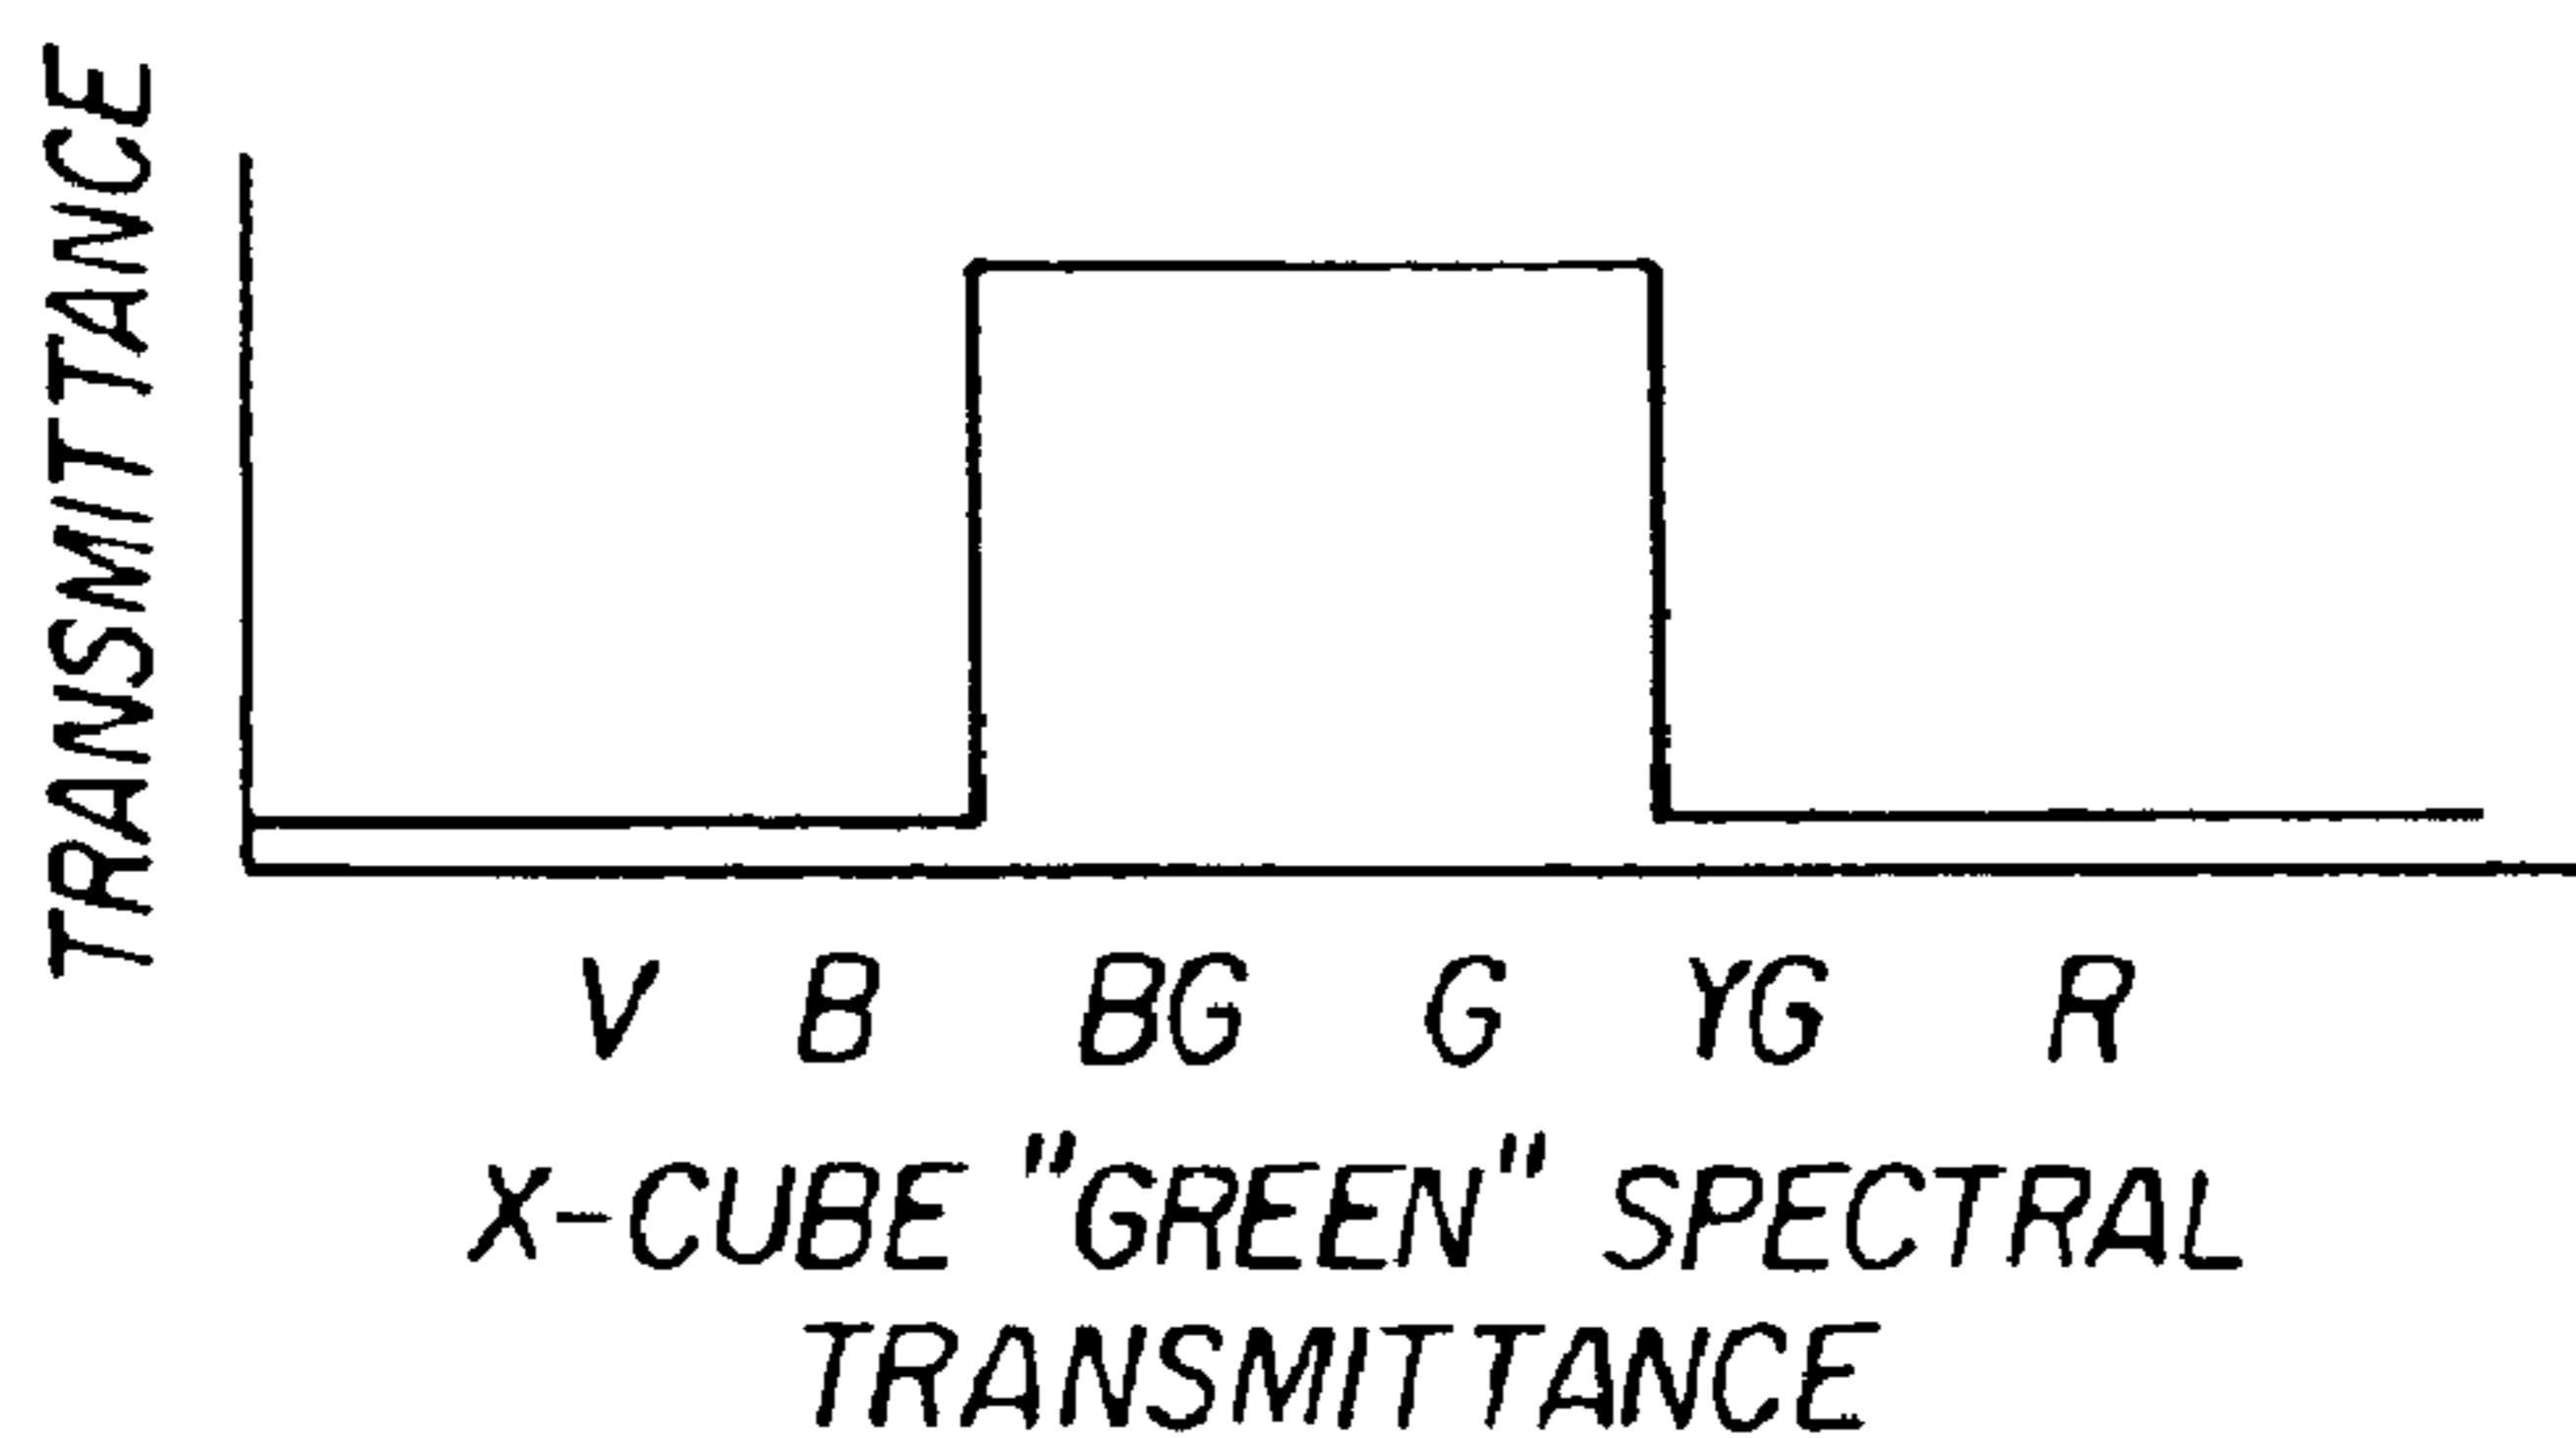 TRANSMITTANCE
V B BG G YG R
X-CUBE "GREEN" SPECTRAL
TRANSMITTANCE